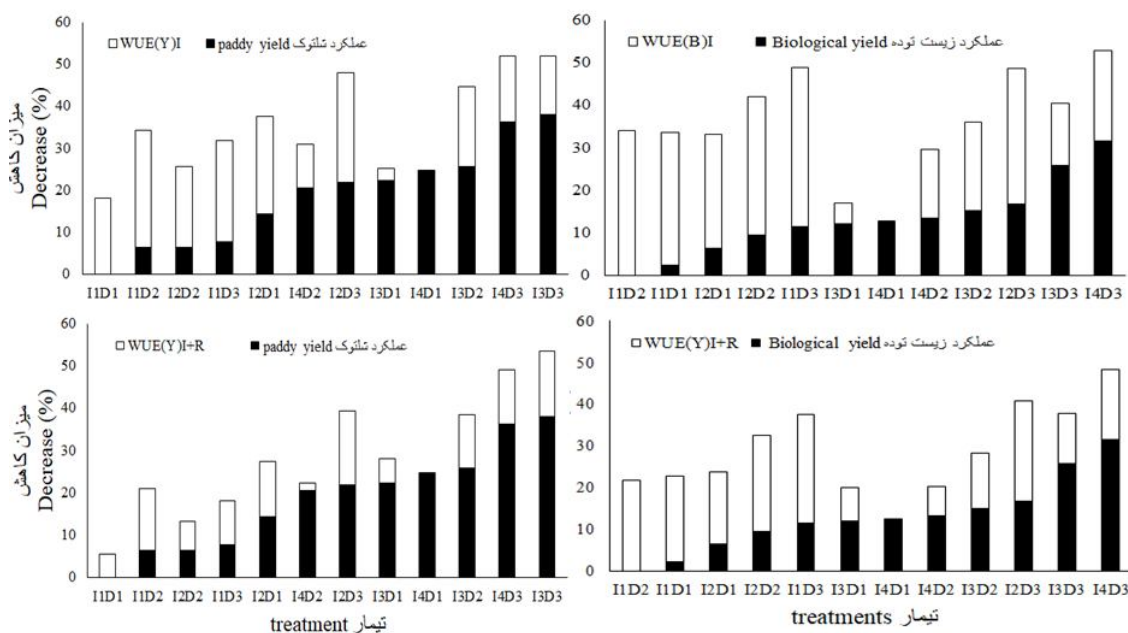 WUE(Y)I paddy yield عملکرد شلتوک
60
50
40
30
20
10
0
میزان کاهش
Decrease (%)
I1D1 I1D2 I2D2 I1D3 I2D1 I4D2 I2D3 I3D1 I4D1 I3D2 I4D3 I3D3
WUE(B)I Biological yield عملکرد زیست توده
60
50
40
30
20
10
0
I1D2 I1D1 I2D1 I2D2 I1D3 I3D1 I4D1 I4D2 I3D2 I2D3 I3D3 I4D3
WUE(Y)I+R paddy yield عملکرد شلتوک
60
50
40
30
20
10
0
میزان کاهش
Decrease (%)
I1D1 I1D2 I2D2 I1D3 I2D1 I4D2 I2D3 I3D1 I4D1 I3D2 I4D3 I3D3
treatment تیمار
WUE(Y)I+R Biological yield عملکرد زیست توده
60
50
40
30
20
10
0
I1D2 I1D1 I2D1 I2D2 I1D3 I3D1 I4D1 I4D2 I3D2 I2D3 I3D3 I4D3
treatments تیمار